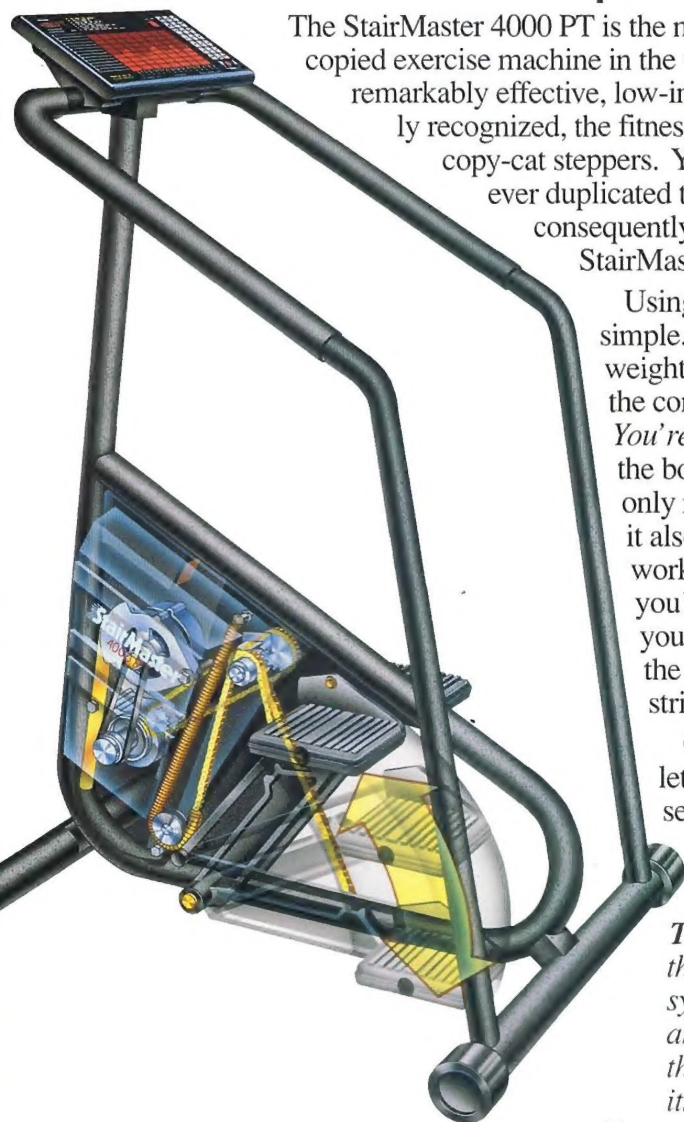 The StairMaster 4000 PT is the
copied exercise machine in the
remarkably effective, low-in
ly recognized, the fitnes
copy-cat steppers. Y
ever duplicated t
consequently
StairMas
Using
simple.
weight
the con
You're
the bo
only
it also
work
you'
you
the
stri
let
se
T
th
sy
a
th
it
StairMaster
4000